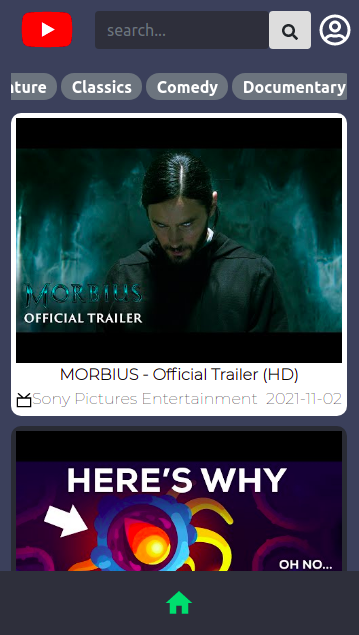 search...
ture
Classics
Comedy
Documentary
MORBIUS
OFFICIAL TRAILER
MORBIUS - Official Trailer (HD)
Sony Pictures Entertainment 2021-11-02
HERE'S WHY
OH NO...